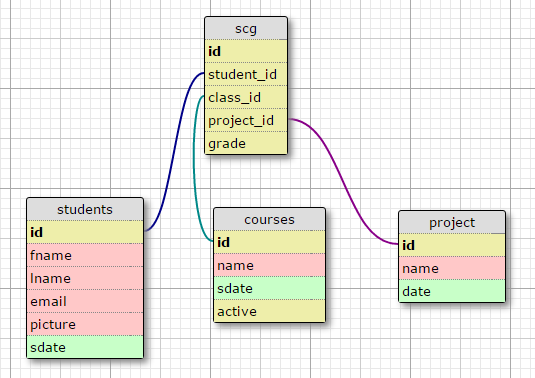 scg
id
student_id
class_id
project_id
grade
students
id
fname
lname
email
picture
sdate
courses
id
name
sdate
active
project
id
name
date